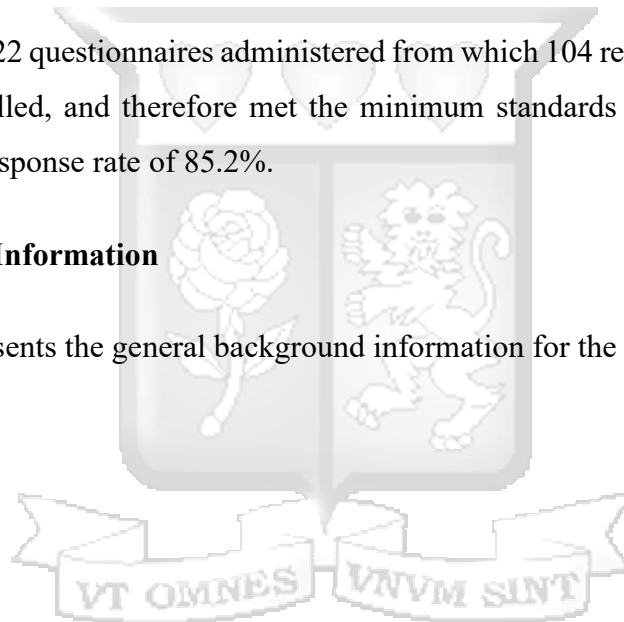 22 questionnaires administered from which 104 re
lled, and therefore met the minimum standards
sponse rate of 85.2%.
Information
sents the general background information for the
VT OMNES VNVM SINT